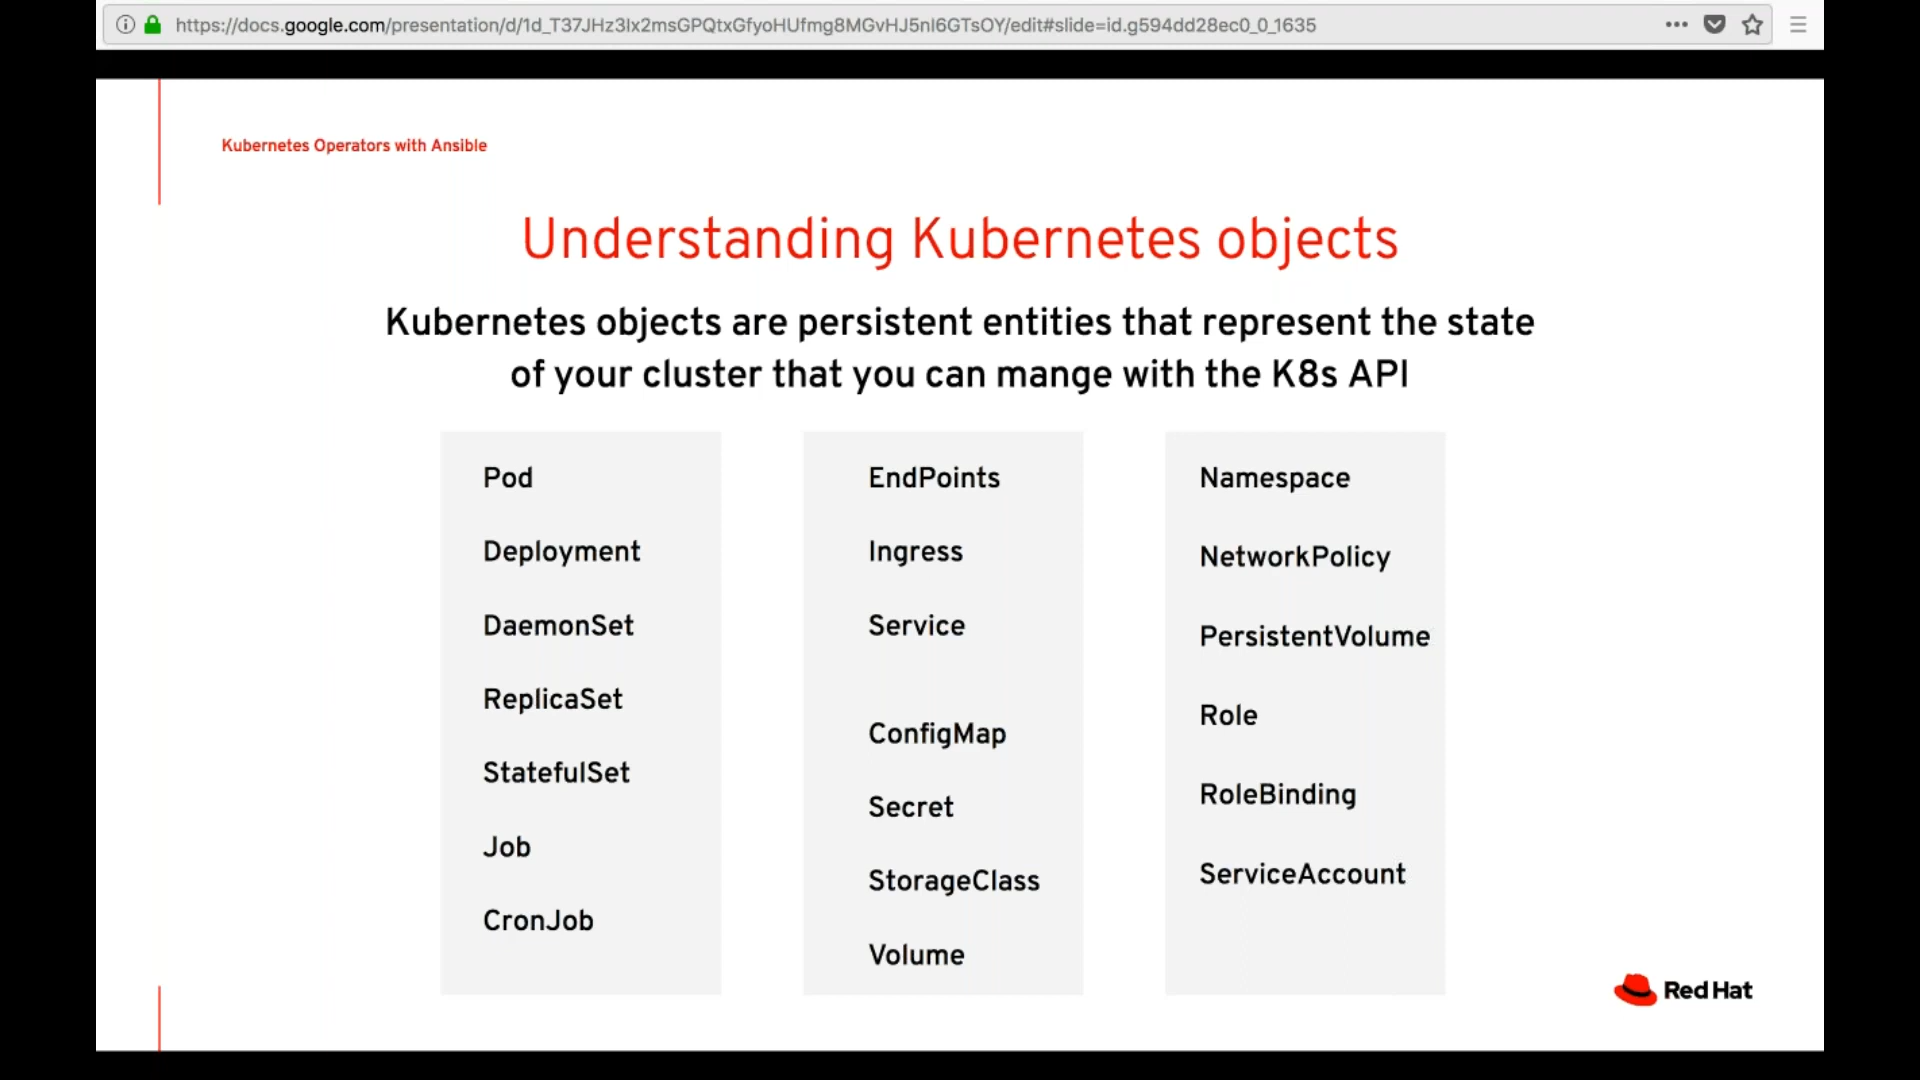 https://docs.google.com/presentation/d/1d_T37JHz3Ix2msGPQtxGfyoHUfmg8MGvHJ5nI6GTsOY/edit#slide=id.g594dd28ec0_0_1635
Kubernetes Operators with Ansible
Understanding Kubernetes objects
Kubernetes objects are persistent entities that represent the state
of your cluster that you can mange with the K8s API
Pod
Deployment
DaemonSet
ReplicaSet
StatefulSet
Job
CronJob
EndPoints
Ingress
Service
ConfigMap
Secret
StorageClass
Volume
Namespace
NetworkPolicy
PersistentVolume
Role
RoleBinding
ServiceAccount
Red Hat